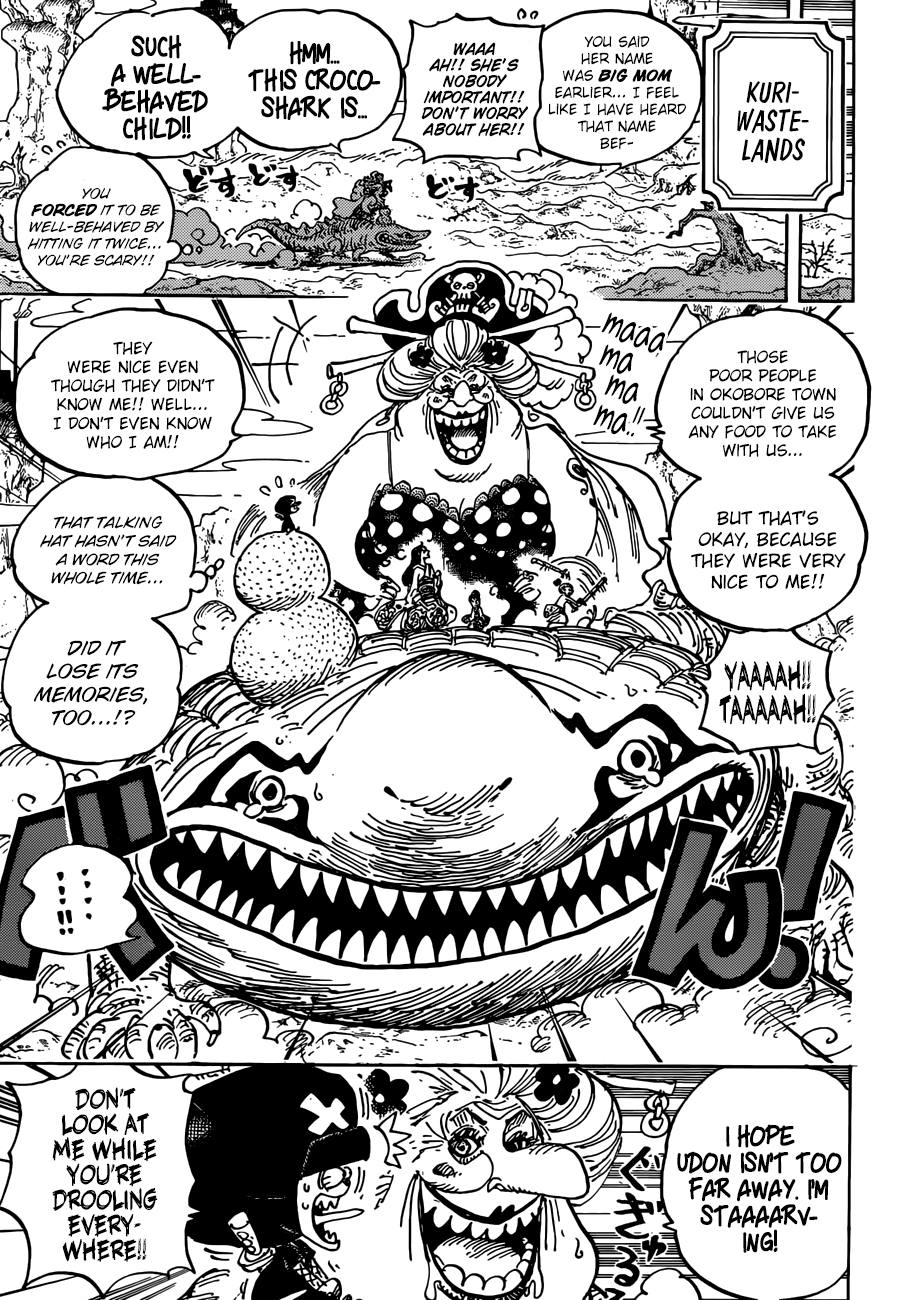 KURI-
WASTE-
LANDS
YOU SAID
HER NAME
WAS BIG MOM
EARLIER... I FEEL
LIKE I HAVE HEARD
THAT NAME
BEF-
WAAA
AH!! SHE'S
NOBODY
IMPORTANT!!
DON'T WORRY
ABOUT HER!!
HMM...
THIS CROCO-
SHARK IS...
SUCH
A WELL-
BEHAVED
CHILD!!
YOU
FORCED IT TO BE
WELL-BEHAVED BY
HITTING IT TWICE...
YOU'RE SCARY!!
どす
どす
どす
THOSE
POOR PEOPLE
IN OKOBORE TOWN
COULDN'T GIVE US
ANY FOOD TO TAKE
WITH US...
BUT THAT'S
OKAY, BECAUSE
THEY WERE VERY
NICE TO ME!!
maaa,
ma
ma
ma
ma!!
THEY
WERE NICE EVEN
THOUGH THEY DIDN'T
KNOW ME!! WELL...
I DON'T EVEN KNOW
WHO I AM!!
THAT TALKING
HAT HASN'T SAID
A WORD THIS
WHOLE TIME...
DID IT
LOSE ITS
MEMORIES,
TOO...!?
YAAAAH!!
TAAAAAH!!
バ
ん!
....,,,,!!
I HOPE
UDON ISN'T TOO
FAR AWAY. I'M
STAAAARV-
ING!
ぐぎゅる
DON'T
LOOK AT
ME WHILE
YOU'RE
DROOLING
EVERY-
WHERE!!